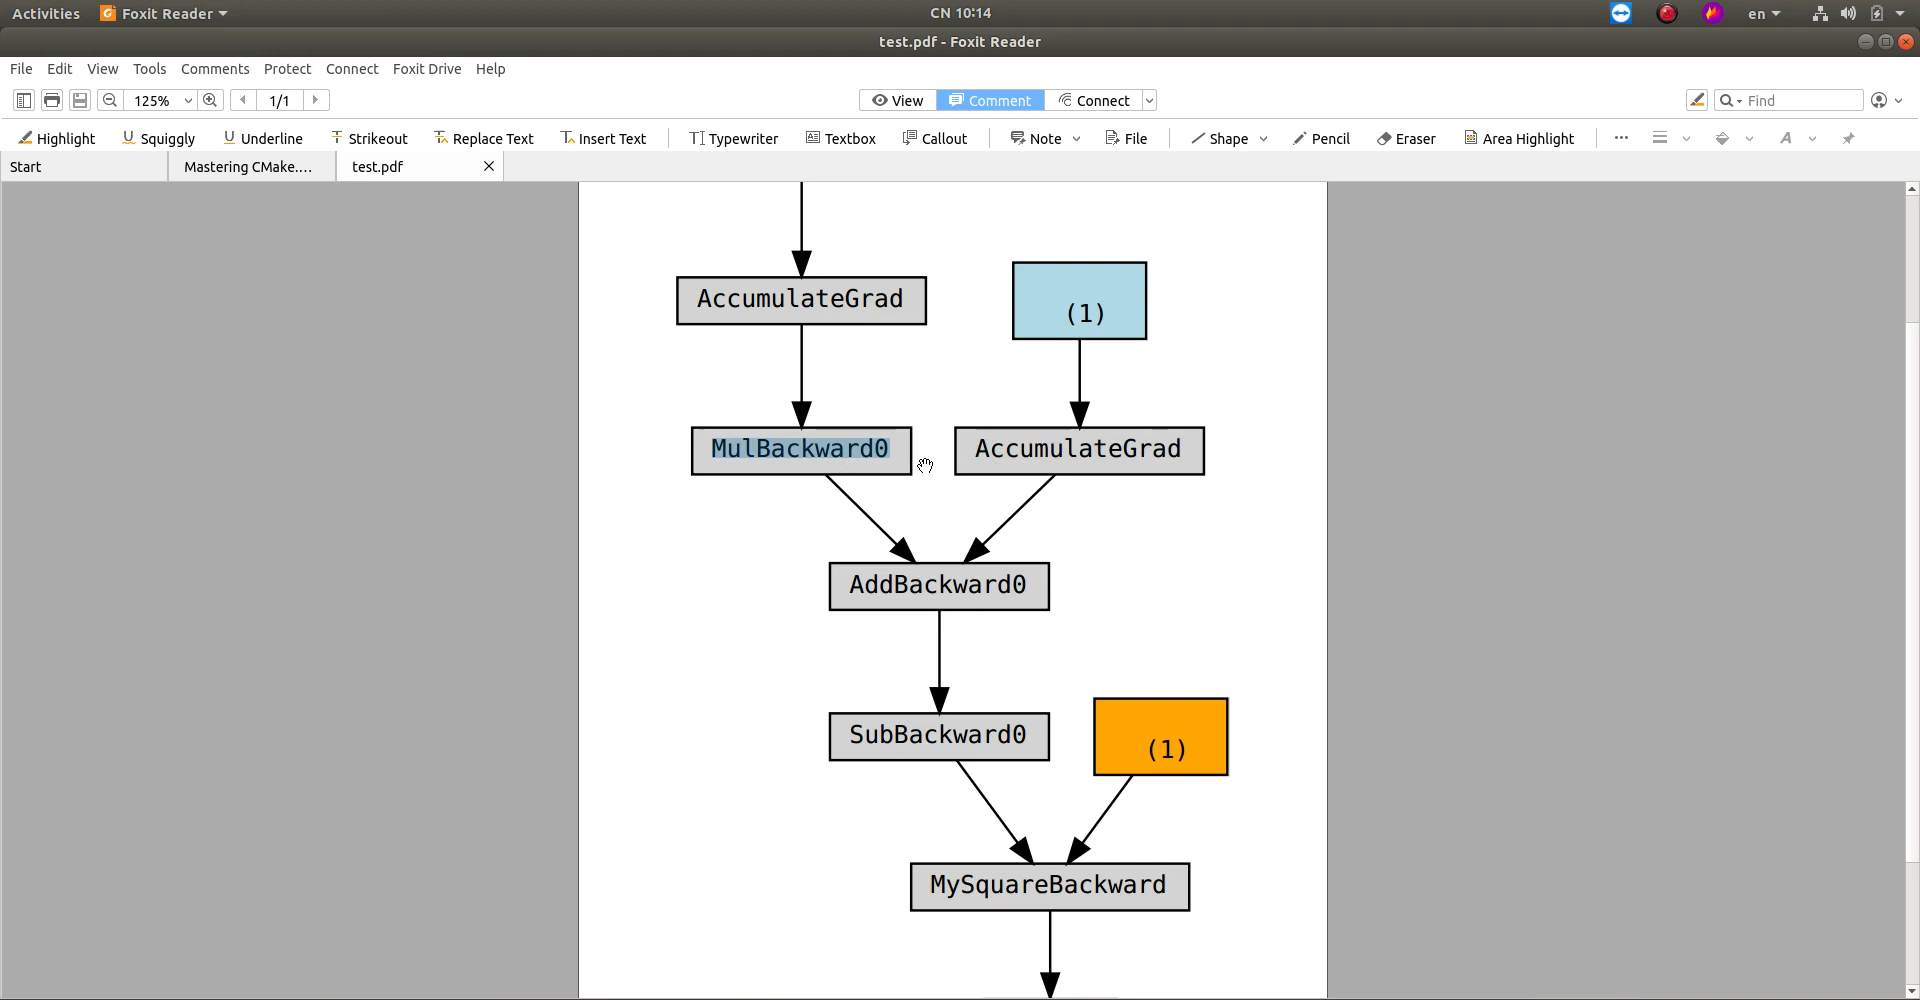 Activities Foxit Reader CN 10:14 en
test.pdf - Foxit Reader
File Edit View Tools Comments Protect Connect Foxit Drive Help
125% 1/1 View Comment Connect Find
Highlight Squiggly Underline Strikeout Replace Text Insert Text Typewriter Textbox Callout Note File Shape Pencil Eraser Area Highlight
Start Mastering CMake.... test.pdf
AccumulateGrad
(1)
MulBackward0
AccumulateGrad
AddBackward0
SubBackward0
(1)
MySquareBackward